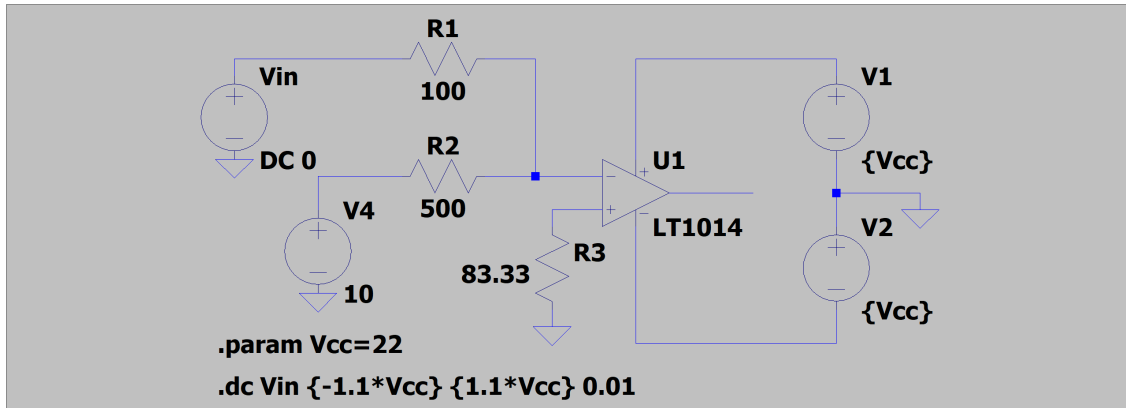 R1
Vin
V1
100
R2
U1
DC 0
{Vcc}
V4
500
LT1014
V2
R3
83.33
10
{Vcc}
.param Vcc=22
.dc Vin {-1.1*Vcc} {1.1*Vcc} 0.01